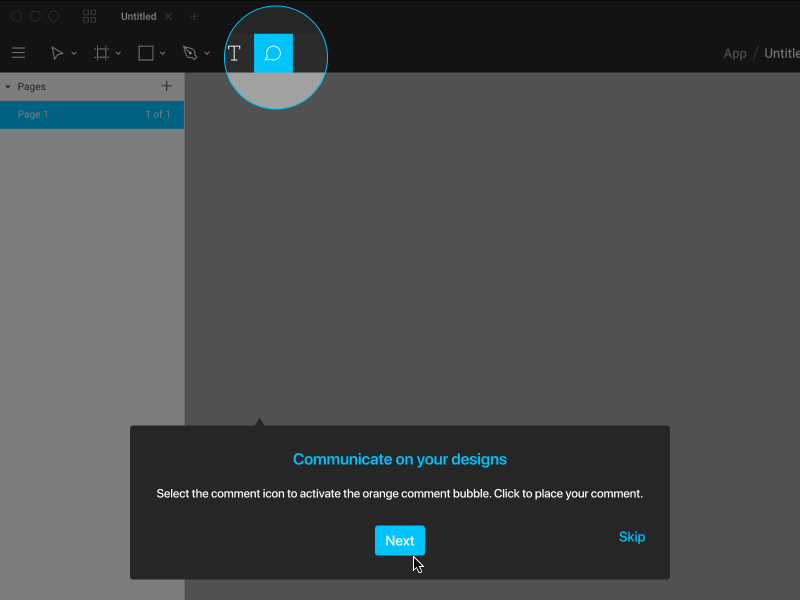 Untitled
T
App / Untitle
Pages
Page 1 1 of 1
Communicate on your designs
Select the comment icon to activate the orange comment bubble. Click to place your comment.
Next
Skip